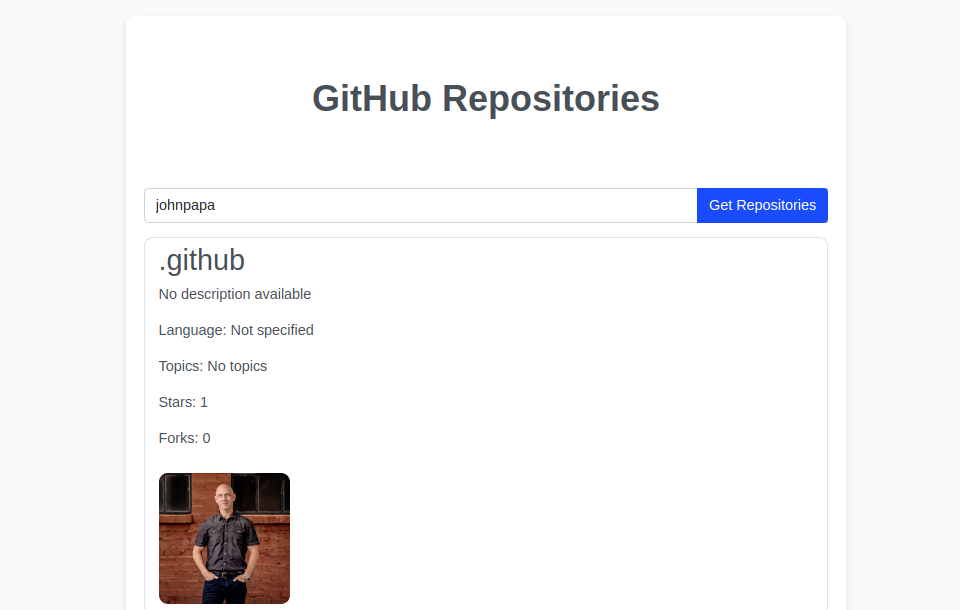 GitHub Repositories
johnpapa
Get Repositories
.github
No description available
Language: Not specified
Topics: No topics
Stars: 1
Forks: 0